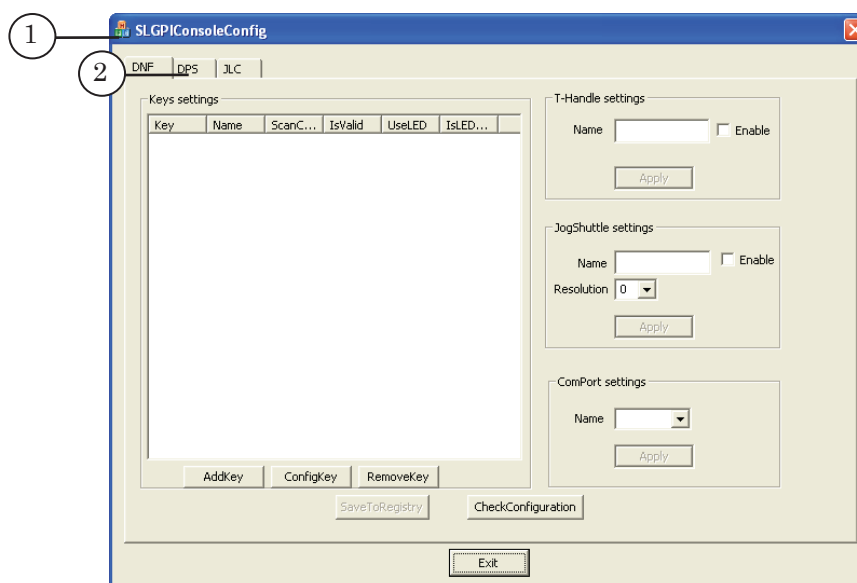 1
SLGPIConsoleConfig
2
DNF DPS JLC
Keys settings
Key Name ScanC... IsValid UseLED IsLED...
AddKey ConfigKey RemoveKey
T-Handle settings
Name Enable
Apply
JogShuttle settings
Name Enable
Resolution 0
Apply
ComPort settings
Name
Apply
SaveToRegistry CheckConfiguration
Exit